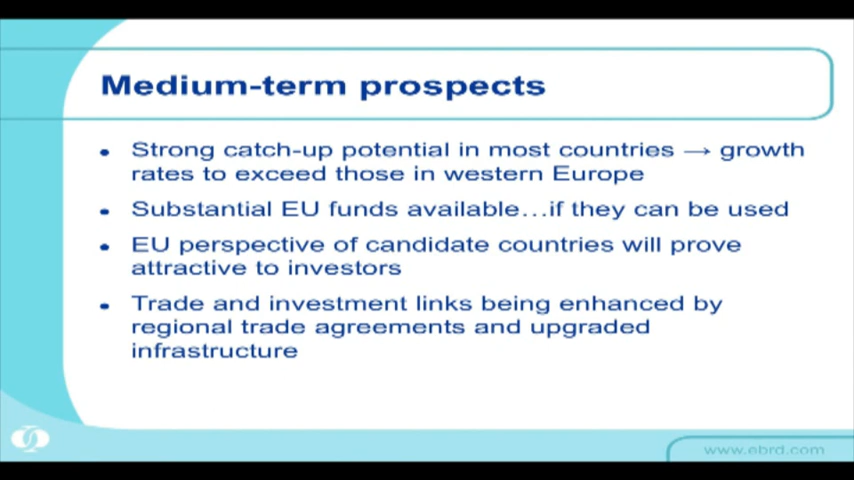 Medium-term prospects
• Strong catch-up potential in most countries → growth
rates to exceed those in western Europe
• Substantial EU funds available…if they can be used
• EU perspective of candidate countries will prove
attractive to investors
• Trade and investment links being enhanced by
regional trade agreements and upgraded
infrastructure
www.ebrd.com